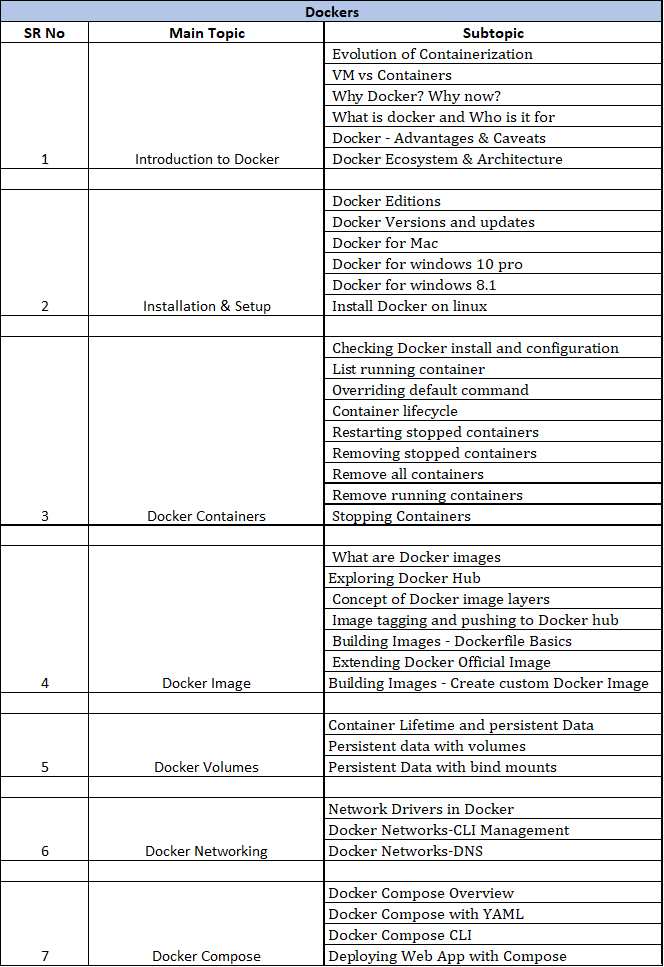 Dockers
SR No Main Topic Subtopic
Evolution of Containerization
VM vs Containers
Why Docker? Why now?
What is docker and Who is it for
Docker - Advantages & Caveats
1 Introduction to Docker Docker Ecosystem & Architecture
Docker Editions
Docker Versions and updates
Docker for Mac
Docker for windows 10 pro
Docker for windows 8.1
2 Installation & Setup Install Docker on linux
Checking Docker install and configuration
List running container
Overriding default command
Container lifecycle
Restarting stopped containers
Removing stopped containers
Remove all containers
Remove running containers
3 Docker Containers Stopping Containers
What are Docker images
Exploring Docker Hub
Concept of Docker image layers
Image tagging and pushing to Docker hub
Building Images - Dockerfile Basics
Extending Docker Official Image
4 Docker Image Building Images - Create custom Docker Image
Container Lifetime and persistent Data
Persistent data with volumes
5 Docker Volumes Persistent Data with bind mounts
Network Drivers in Docker
Docker Networks-CLI Management
6 Docker Networking Docker Networks-DNS
Docker Compose Overview
Docker Compose with YAML
Docker Compose CLI
7 Docker Compose Deploying Web App with Compose